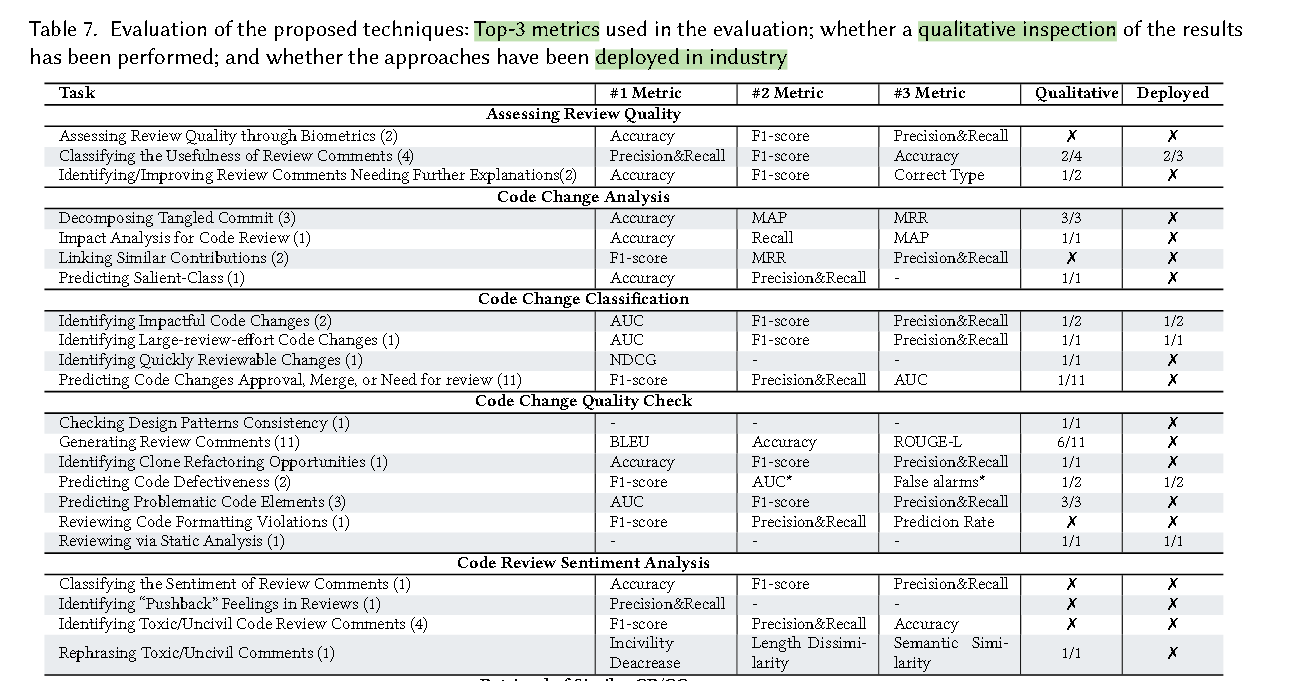 Table 7. Evaluation of the proposed techniques: Top-3 metrics used in the evaluation; whether a qualitative inspection of the results
has been performed; and whether the approaches have been deployed in industry
Task #1 Metric #2 Metric #3 Metric Qualitative Deployed
Assessing Review Quality
Assessing Review Quality through Biometrics (2) Accuracy F1-score Precision&Recall ✗ ✗
Classifying the Usefulness of Review Comments (4) Precision&Recall F1-score Accuracy 2/4 2/3
Identifying/Improving Review Comments Needing Further Explanations(2) Accuracy F1-score Correct Type 1/2 ✗
Code Change Analysis
Decomposing Tangled Commit (3) Accuracy MAP MRR 3/3 ✗
Impact Analysis for Code Review (1) Accuracy Recall MAP 1/1 ✗
Linking Similar Contributions (2) F1-score MRR Precision&Recall ✗ ✗
Predicting Salient-Class (1) Accuracy Precision&Recall - 1/1 ✗
Code Change Classification
Identifying Impactful Code Changes (2) AUC F1-score Precision&Recall 1/2 1/2
Identifying Large-review-effort Code Changes (1) AUC F1-score Precision&Recall 1/1 1/1
Identifying Quickly Reviewable Changes (1) NDCG - - 1/1 ✗
Predicting Code Changes Approval, Merge, or Need for review (11) F1-score Precision&Recall AUC 1/11 ✗
Code Change Quality Check
Checking Design Patterns Consistency (1) - - - 1/1 ✗
Generating Review Comments (11) BLEU Accuracy ROUGE-L 6/11 ✗
Identifying Clone Refactoring Opportunities (1) Accuracy F1-score Precision&Recall 1/1 ✗
Predicting Code Defectiveness (2) F1-score AUC* False alarms* 1/2 1/2
Predicting Problematic Code Elements (3) AUC F1-score Precision&Recall 3/3 ✗
Reviewing Code Formatting Violations (1) F1-score Precision&Recall Predicion Rate ✗ ✗
Reviewing via Static Analysis (1) - - - 1/1 1/1
Code Review Sentiment Analysis
Classifying the Sentiment of Review Comments (1) Accuracy F1-score Precision&Recall ✗ ✗
Identifying “Pushback” Feelings in Reviews (1) Precision&Recall - - ✗ ✗
Identifying Toxic/Uncivil Code Review Comments (4) F1-score Precision&Recall Accuracy ✗ ✗
Rephrasing Toxic/Uncivil Comments (1) Incivility Length Dissimi- Semantic Simi- 1/1 ✗
Deacrease larity larity